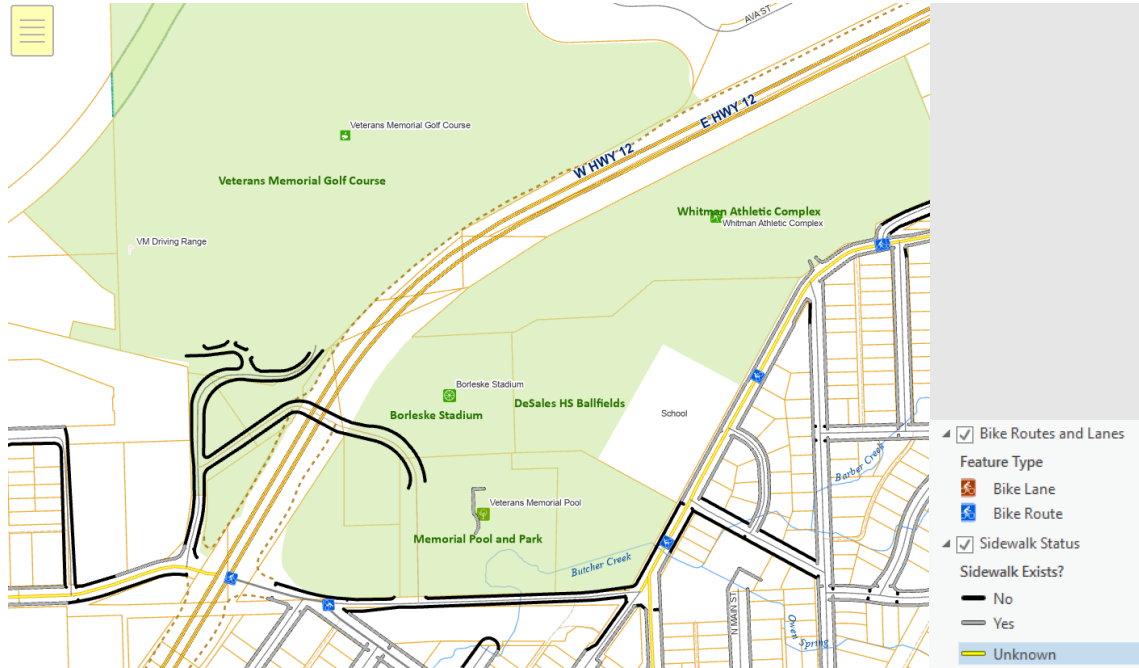 AVA ST
Veterans Memorial Golf Course
E HWY 12
W HWY 12
Veterans Memorial Golf Course
Whitman Athletic Complex
Whitman Athletic Complex
VM Driving Range
Borleske Stadium
DeSales HS Ballfields
Borleske Stadium
School
Bike Routes and Lanes
Feature Type
Barber Creek
Bike Lane
Veterans Memorial Pool
Bike Route
Memorial Pool and Park
Sidewalk Status
Butcher Creek
Sidewalk Exists?
No
N MAIN ST
Owen Spring
Yes
Unknown